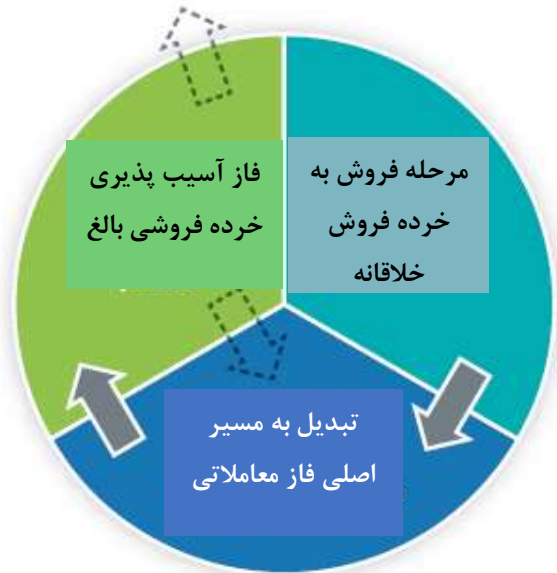 مرحله فروش به
خرده فروش
خلاقانه
فاز آسیب پذیری
خرده فروشی بالغ
تبدیل به مسیر
اصلی فاز معاملاتی